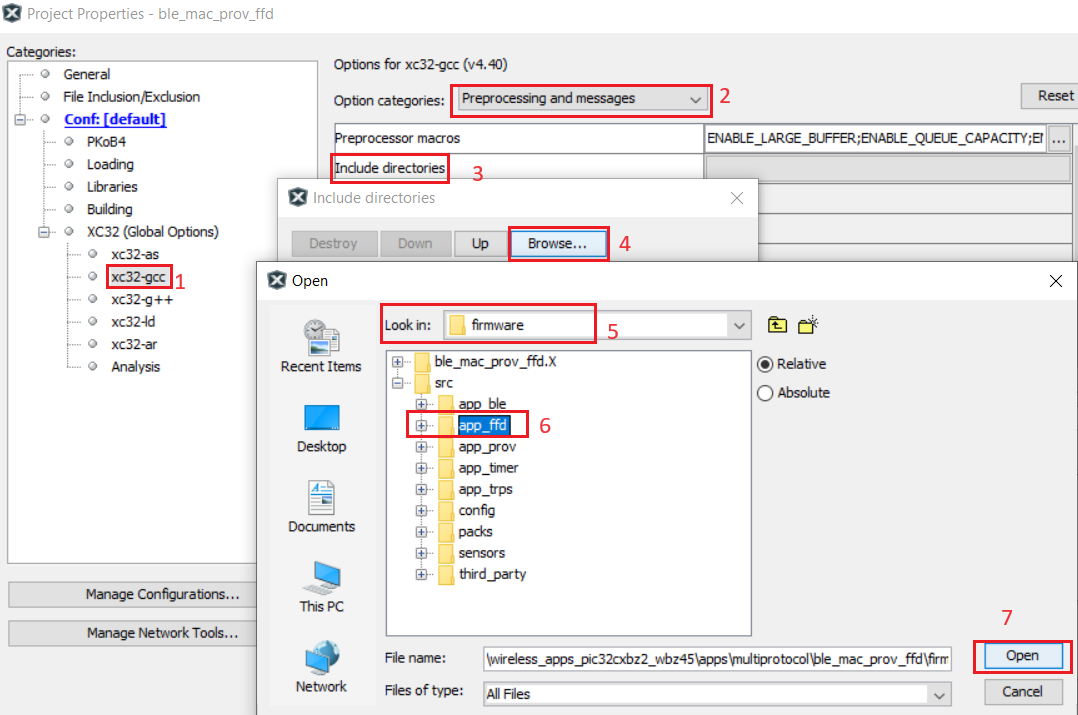 Project Properties - ble_mac_prov_ffd
Categories:
General
File Inclusion/Exclusion
Conf: [default]
PKoB4
Loading
Libraries
Building
XC32 (Global Options)
xc32-as
xc32-gcc 1
xc32-g++
xc32-ld
xc32-ar
Analysis
Manage Configurations...
Manage Network Tools...
Options for xc32-gcc (v4.40)
Option categories: Preprocessing and messages 2
Reset
Preprocessor macros ENABLE_LARGE_BUFFER;ENABLE_QUEUE_CAPACITY;EN ...
Include directories 3
Include directories
Destroy Down Up Browse... 4
Open
Look in: firmware 5
Recent Items
Desktop
Documents
This PC
Network
ble_mac_prov_ffd.X
src
app_ble
app_ffd 6
app_prov
app_timer
app_trps
config
packs
sensors
third_party
Relative
Absolute
7
File name: \wireless_apps_pic32cxbz2_wbz45\apps\multiprotocol\ble_mac_prov_ffd\firm Open
Files of type: All Files Cancel